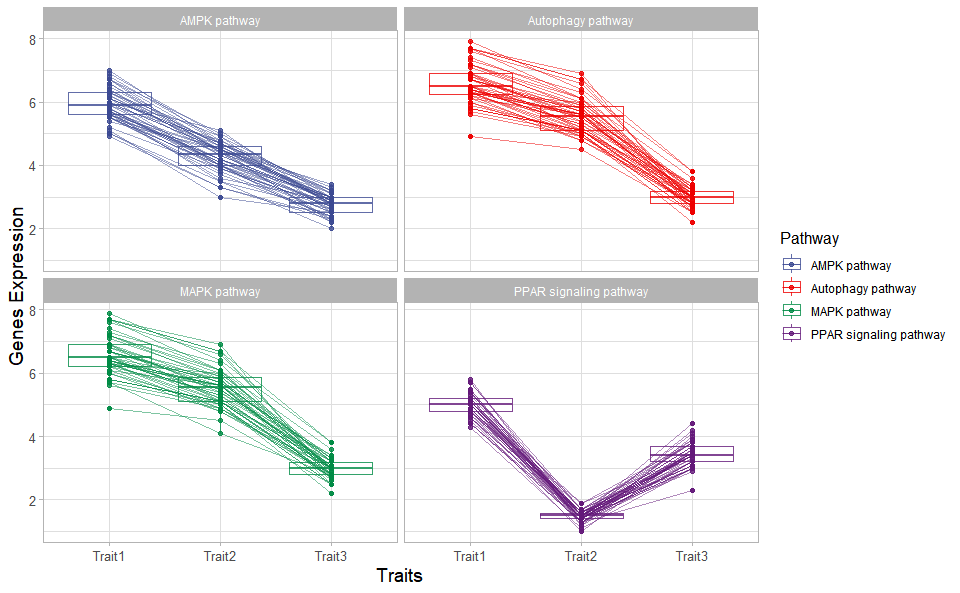 AMPK pathway
Autophagy pathway
8
6
4
2
MAPK pathway
PPAR signaling pathway
8
6
4
2
Trait1
Trait2
Trait3
Trait1
Trait2
Trait3
Traits
Genes Expression
Pathway
AMPK pathway
Autophagy pathway
MAPK pathway
PPAR signaling pathway